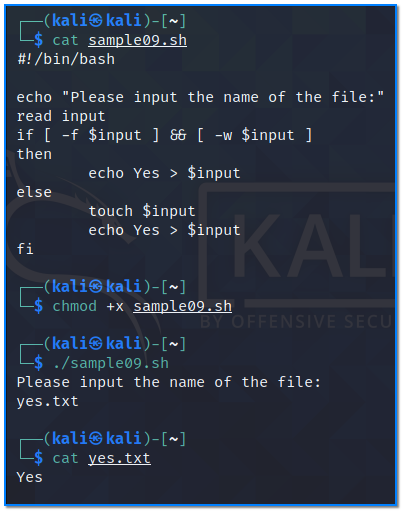 ┌──(kali㉿kali)-[~]
└─$ cat sample09.sh
#!/bin/bash

echo "Please input the name of the file:"
read input
if [ -f $input ] && [ -w $input ]
then
        echo Yes > $input
else
        touch $input
        echo Yes > $input
fi

┌──(kali㉿kali)-[~]
└─$ chmod +x sample09.sh

┌──(kali㉿kali)-[~]
└─$ ./sample09.sh
Please input the name of the file:
yes.txt

┌──(kali㉿kali)-[~]
└─$ cat yes.txt
Yes
KALI
BY OFFENSIVE SECU